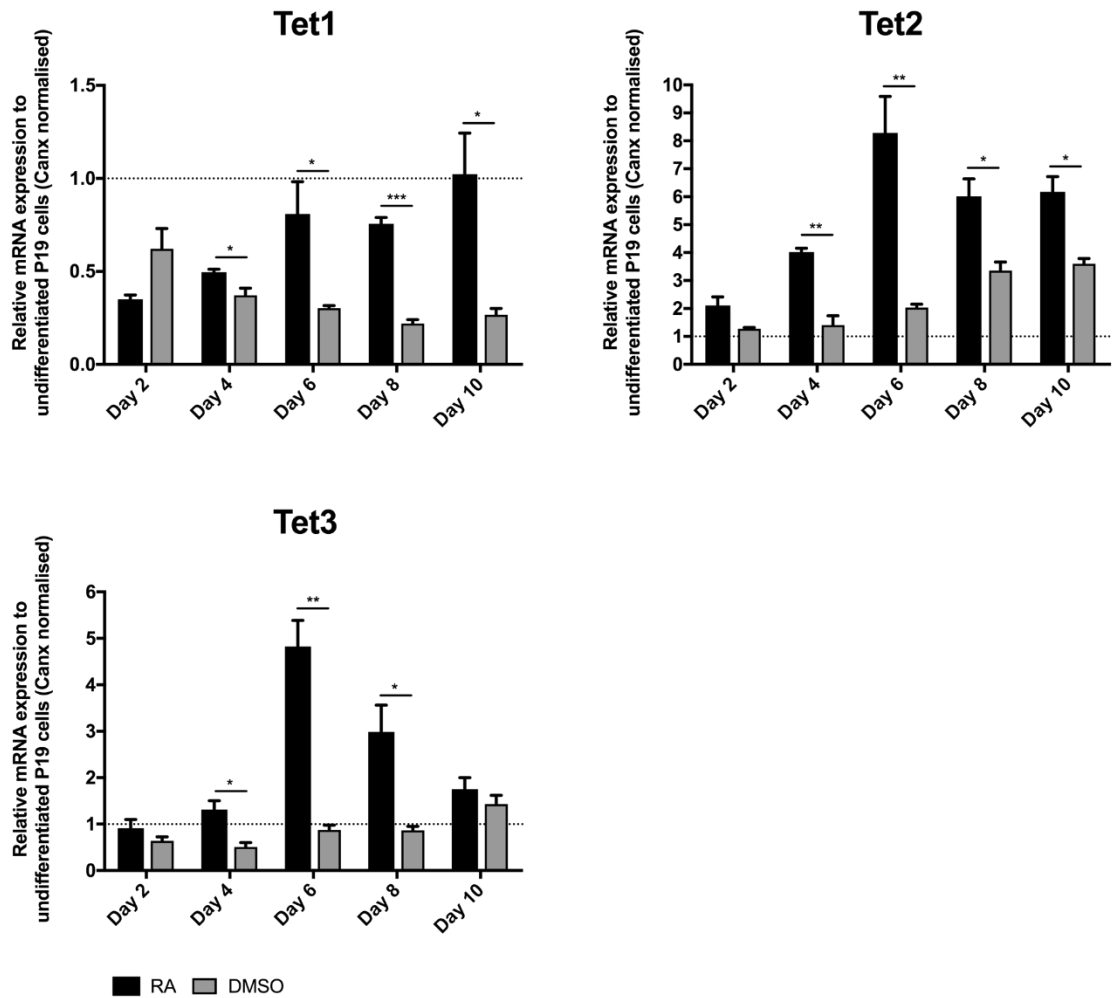 Tet1
Relative mRNA expression to
undifferentiated P19 cells (Canx normalised)
1.5
1.0
0.5
0.0
*
*
***
*
Day 2
Day 4
Day 6
Day 8
Day 10
Tet2
Relative mRNA expression to
undifferentiated P19 cells (Canx normalised)
10
9
8
7
6
5
4
3
2
1
0
**
**
*
*
Day 2
Day 4
Day 6
Day 8
Day 10
Tet3
Relative mRNA expression to
undifferentiated P19 cells (Canx normalised)
6
5
4
3
2
1
0
*
**
*
Day 2
Day 4
Day 6
Day 8
Day 10
RA DMSO